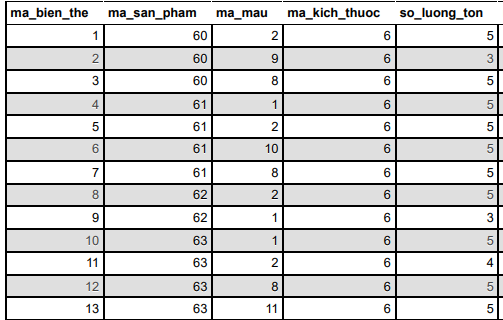 ma_bien_the ma_san_pham ma_mau ma_kich_thuoc so_luong_ton
1 60 2 6 5
2 60 9 6 3
3 60 8 6 5
4 61 1 6 5
5 61 2 6 5
6 61 10 6 5
7 61 8 6 5
8 62 2 6 5
9 62 1 6 3
10 63 1 6 5
11 63 2 6 4
12 63 8 6 5
13 63 11 6 5